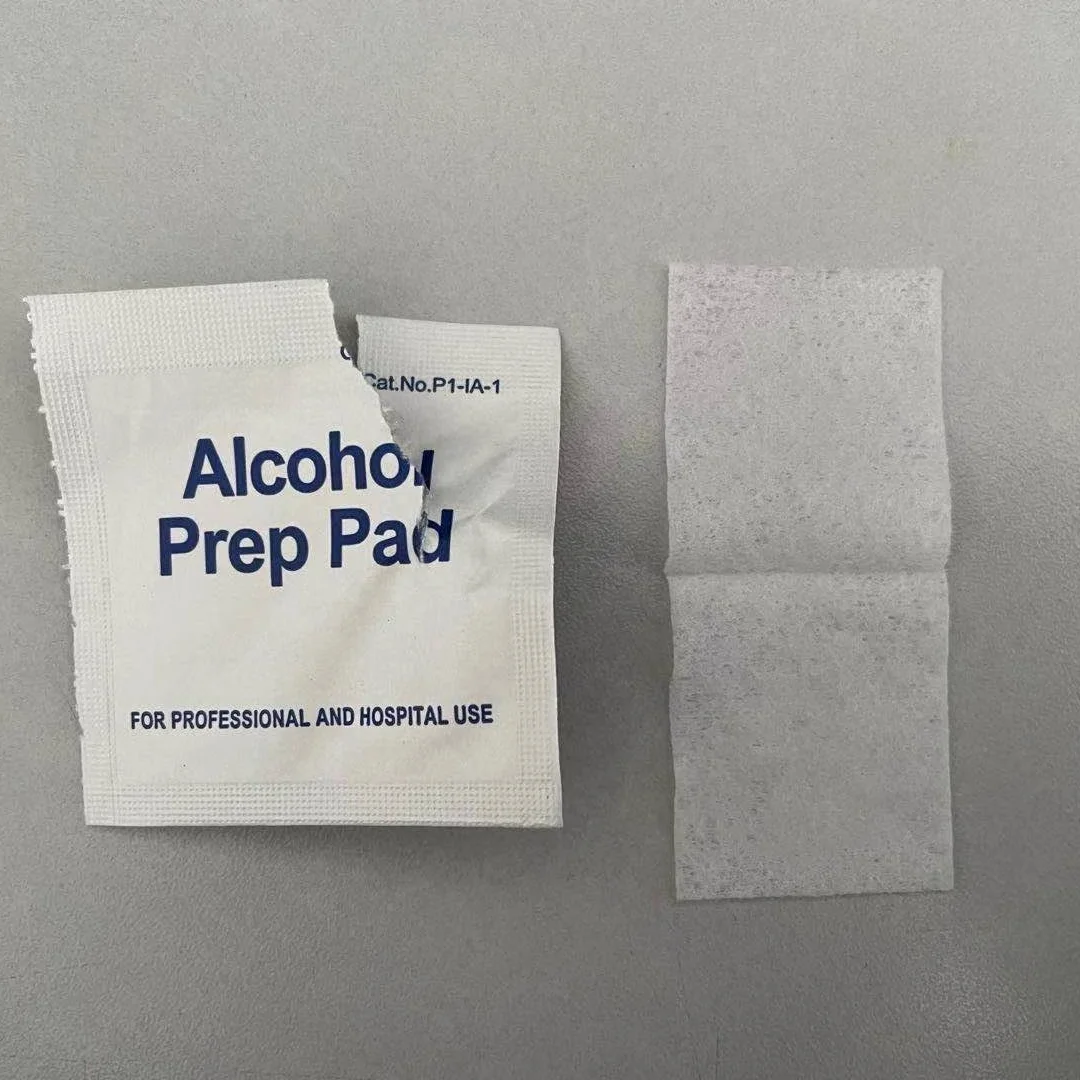 Cat.No.P1-IA-1
Alcohol
Prep Pad
FOR PROFESSIONAL AND HOSPITAL USE